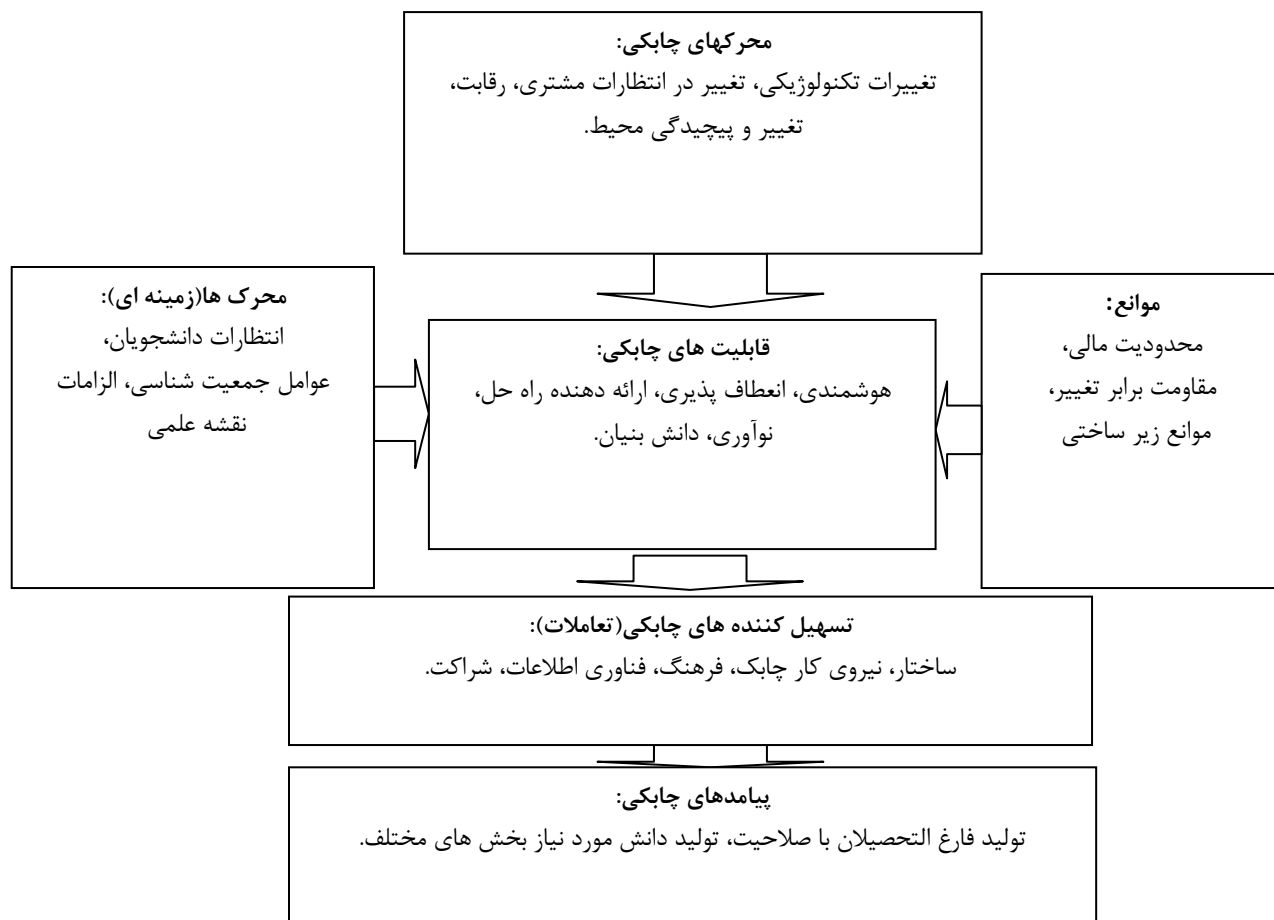 محرکهای چابکی:
تغییرات تکنولوژیکی، تغییر در انتظارات مشتری، رقابت،
تغییر و پیچیدگی محیط.
موانع:
محدودیت مالی،
مقاومت برابر تغییر،
موانع زیر ساختی
قابلیت های چابکی:
هوشمندی، انعطاف پذیری، ارائه دهنده راه حل،
نوآوری، دانش بنیان.
محرک ها(زمینه ای):
انتظارات دانشجویان،
عوامل جمعیت شناسی، الزامات
نقشه علمی
تسهیل کننده های چابکی(تعاملات):
ساختار، نیروی کار چابک، فرهنگ، فناوری اطلاعات، شراکت.
پیامدهای چابکی:
تولید فارغ التحصیلان با صلاحیت، تولید دانش مورد نیاز بخش های مختلف.